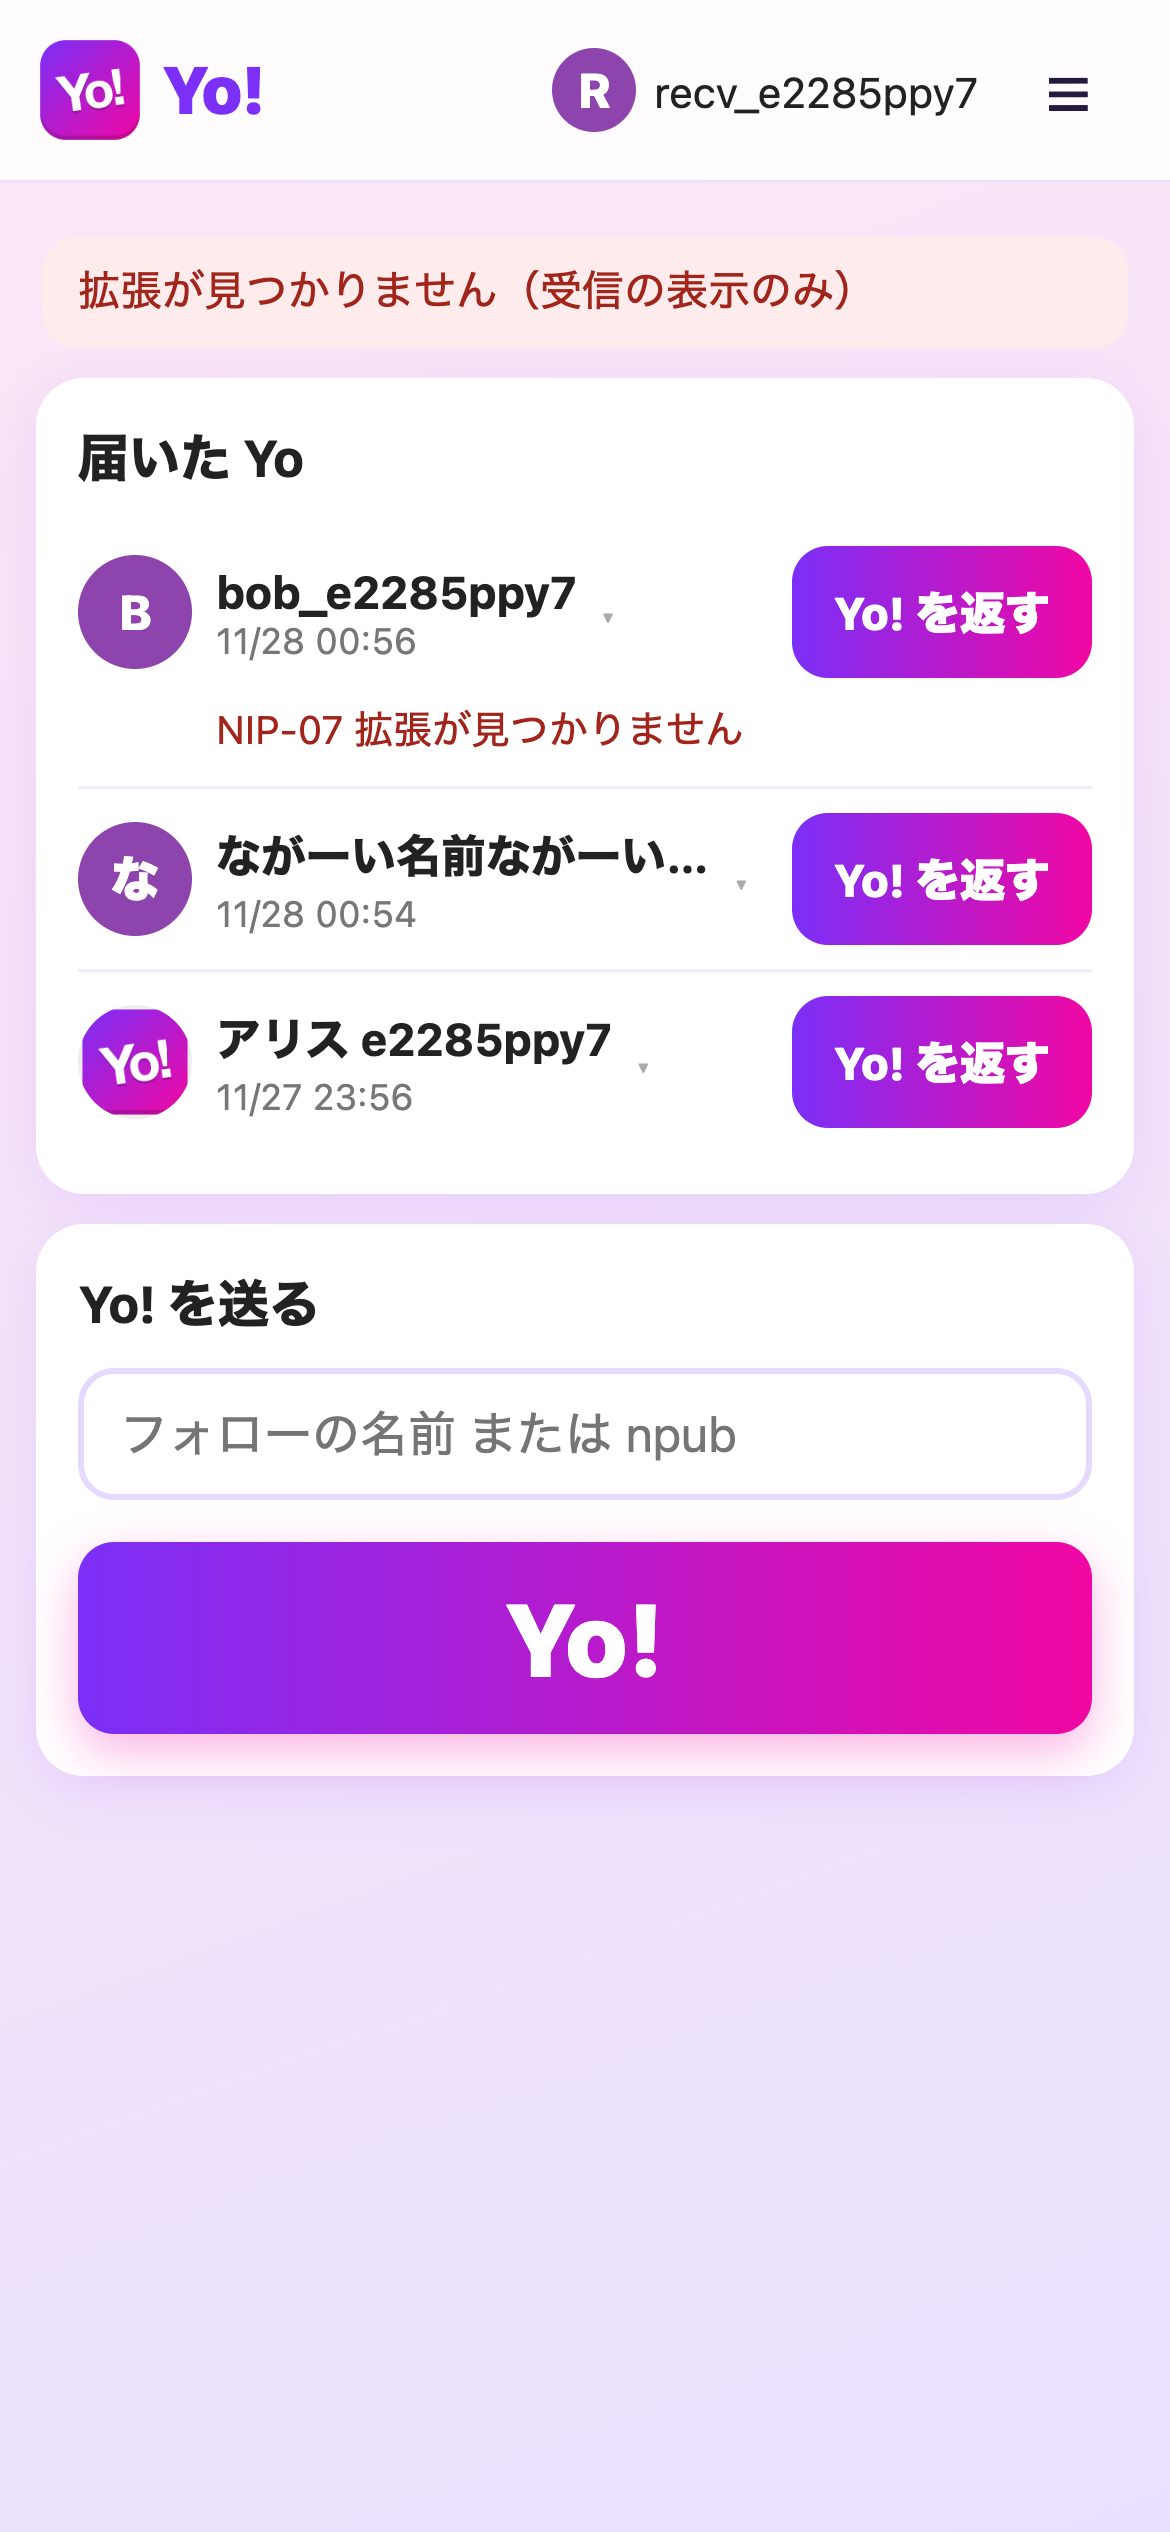 Yo!
Yo!
R
recv_e2285ppy7
拡張が見つかりません（受信の表示のみ）
届いた Yo
B
bob_e2285ppy7
11/28 00:56
Yo! を返す
NIP-07 拡張が見つかりません
な
ながーい名前ながーい...
11/28 00:54
Yo! を返す
Yo!
アリス e2285ppy7
11/27 23:56
Yo! を返す
Yo! を送る
フォローの名前 または npub
Yo!